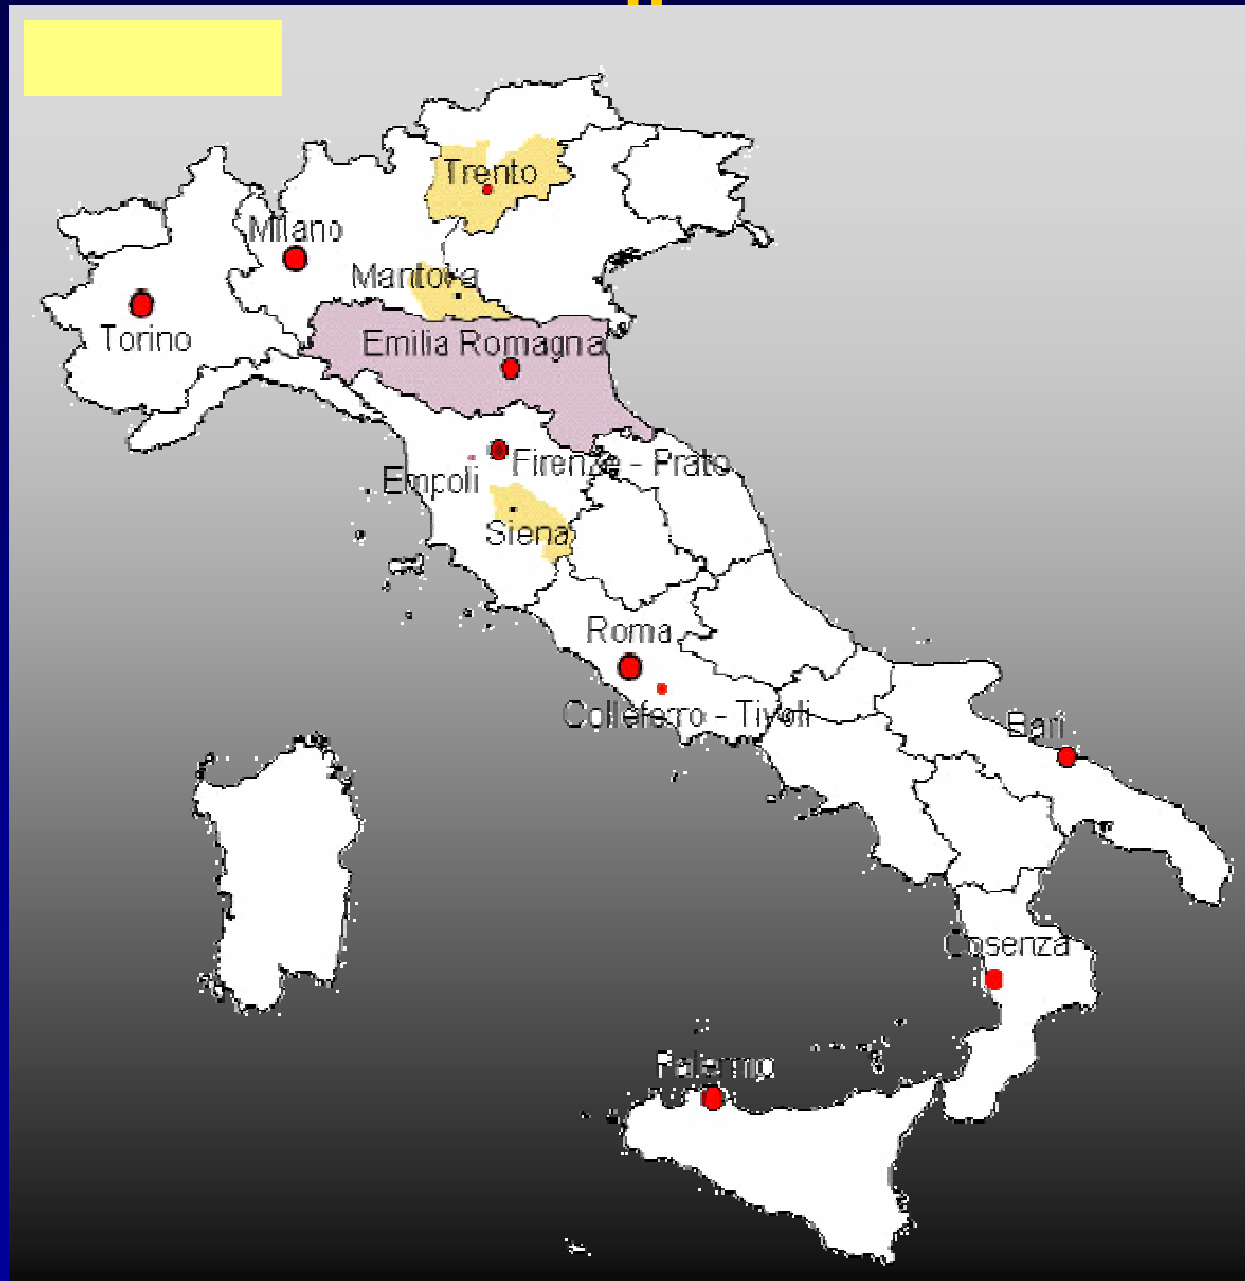 Trento
Milano
Mantova
Torino
Emilia Romagna
Firenze - Prato
Empoli
Siena
Roma
Colleferro - Tivoli
Bari
Cosenza
Palermo